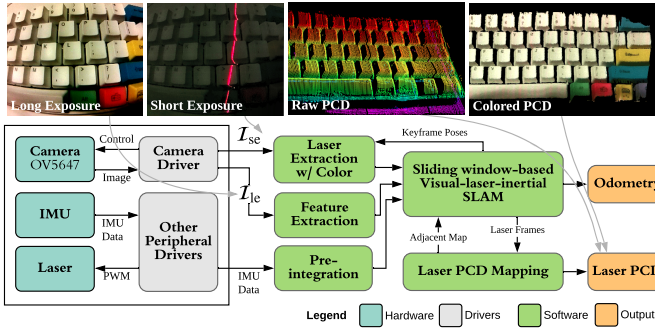 Long Exposure
Short Exposure
Raw PCD
Colored PCD
Camera
OV5647
Control
Image
Camera
Driver
IMU
IMU
Data
Laser
PWM
Other
Peripheral
Drivers
IMU
Data
I_se
I_le
Laser
Extraction
w/ Color
Feature
Extraction
Pre-
integration
Keyframe Poses
Sliding window-based
Visual-laser-inertial
SLAM
Adjacent Map
Laser Frames
Laser PCD Mapping
Odometry
Laser PCD
Legend
Hardware
Drivers
Software
Output